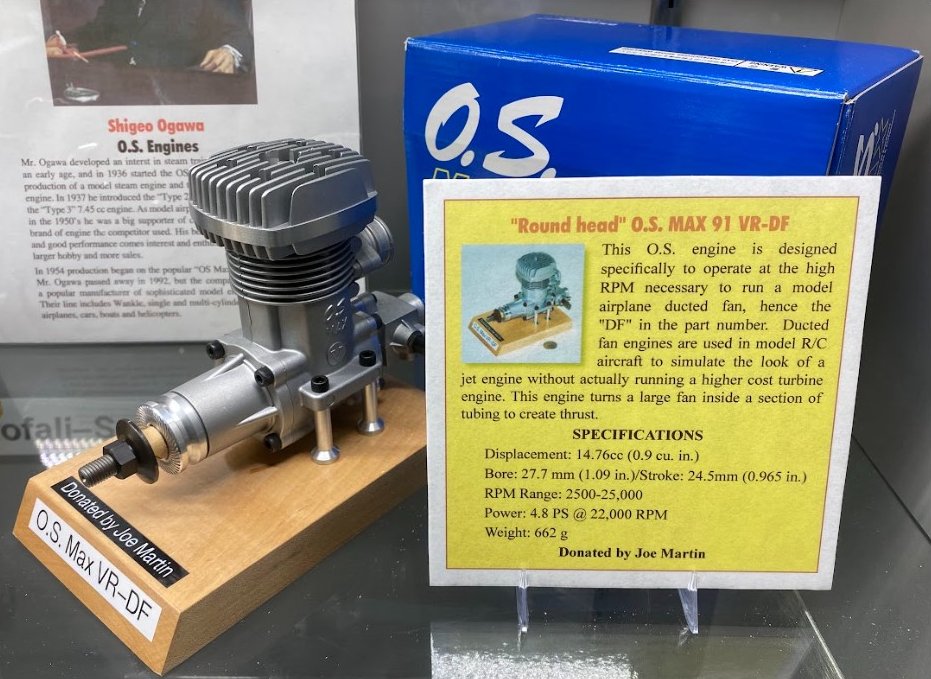 Shigeo Ogawa
O.S. Engines
Mr. Ogawa developed an interst in steam
an early age, and in 1936 started the OS
production of a model steam engine and
engine. In 1937 he introduced the "Type 2
the "Type 3" 7.45 cc engine. As model
in the 1950's he was a big supporter of
brand of engine the competitor used. His
and good performance comes interest and
larger hobby and more sales.
In 1954 production began on the popular "OS
Mr. Ogawa passed away in 1992, but the
a popular manufacturer of sophisticated model
Their line includes Wankle, single and
airplanes, cars, boats and helicopters.
O.S.
O.S.
MAX
"Round head" O.S. MAX 91 VR-DF
This O.S. engine is designed
specifically to operate at the high
RPM necessary to run a model
airplane ducted fan, hence the
"DF" in the part number. Ducted
fan engines are used in model R/C
aircraft to simulate the look of a
jet engine without actually running a higher cost turbine
engine. This engine turns a large fan inside a section of
tubing to create thrust.
SPECIFICATIONS
Displacement: 14.76cc (0.9 cu. in.)
Bore: 27.7 mm (1.09 in.)/Stroke: 24.5mm (0.965 in.)
RPM Range: 2500-25,000
Power: 4.8 PS @ 22,000 RPM
Weight: 662 g
Donated by Joe Martin
Donated by Joe Martin
O.S. Max VR-DF